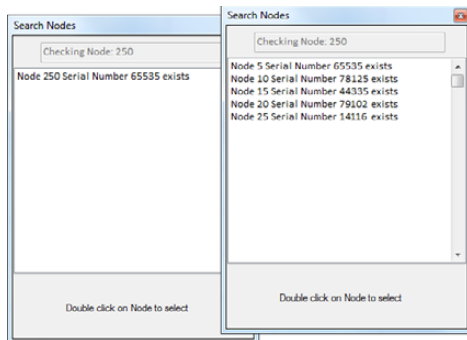 Search Nodes
Checking Node: 250
Node 250 Serial Number 65535 exists
Double click on Node to select
Search Nodes
Checking Node: 250
Node 5 Serial Number 65535 exists
Node 10 Serial Number 78125 exists
Node 15 Serial Number 44335 exists
Node 20 Serial Number 79102 exists
Node 25 Serial Number 14116 exists
Double click on Node to select